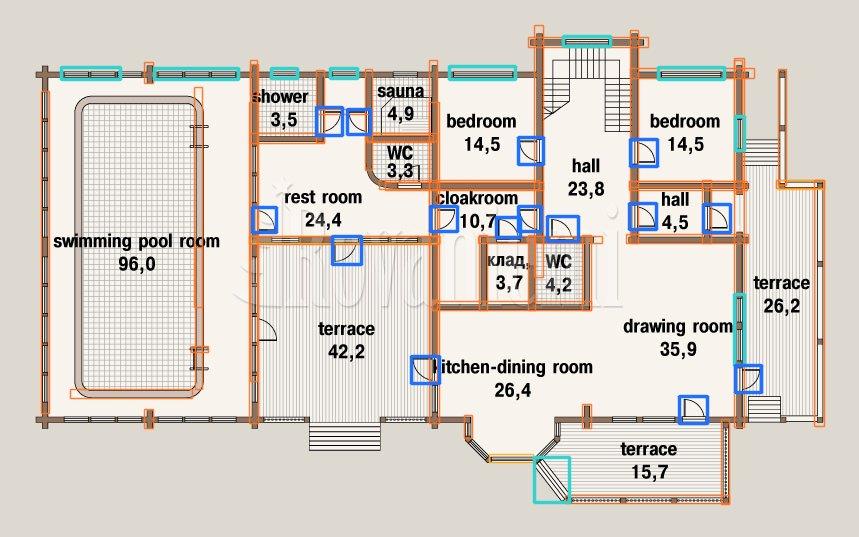 shower
3,5
sauna
4,9
WC
3,3
bedroom
14,5
hall
23,8
bedroom
14,5
rest room
24,4
cloakroom
10,7
hall
4,5
swimming pool room
96,0
клад.
3,7
WC
4,2
terrace
26,2
terrace
42,2
drawing room
35,9
kitchen-dining room
26,4
terrace
15,7